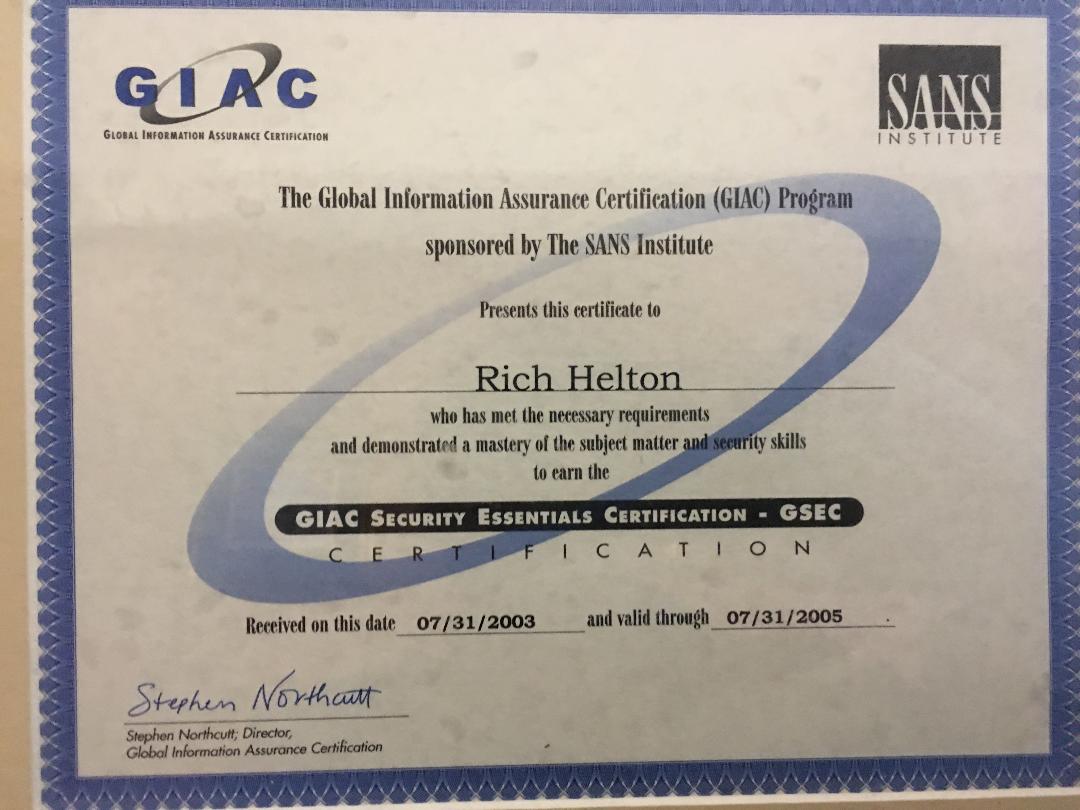 GIAC
GLOBAL INFORMATION ASSURANCE CERTIFICATION
SANS
INSTITUTE
The Global Information Assurance Certification (GIAC) Program
sponsored by The SANS Institute
Presents this certificate to
Rich Helton
who has met the necessary requirements
and demonstrated a mastery of the subject matter and security skills
to earn the
GIAC SECURITY ESSENTIALS CERTIFICATION - GSEC
CERTIFICATION
Received on this date 07/31/2003 and valid through 07/31/2005
Stephen Northcutt
Stephen Northcutt; Director,
Global Information Assurance Certification